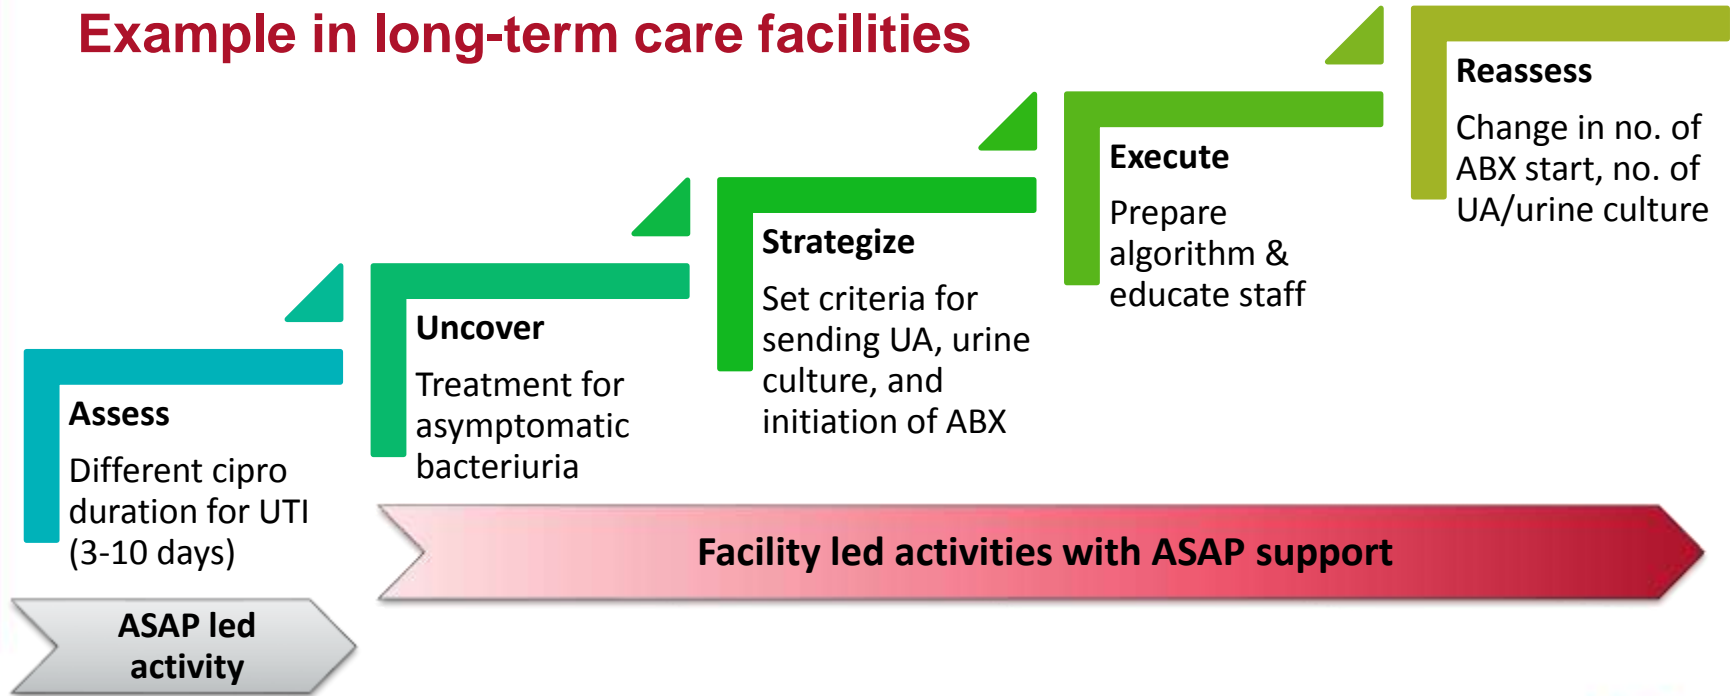 Example in long-term care facilities
Assess
Different cipro
duration for UTI
(3-10 days)
Uncover
Treatment for
asymptomatic
bacteriuria
Strategize
Set criteria for
sending UA, urine
culture, and
initiation of ABX
Execute
Prepare
algorithm &
educate staff
Reassess
Change in no. of
ABX start, no. of
UA/urine culture
ASAP led
activity
Facility led activities with ASAP support